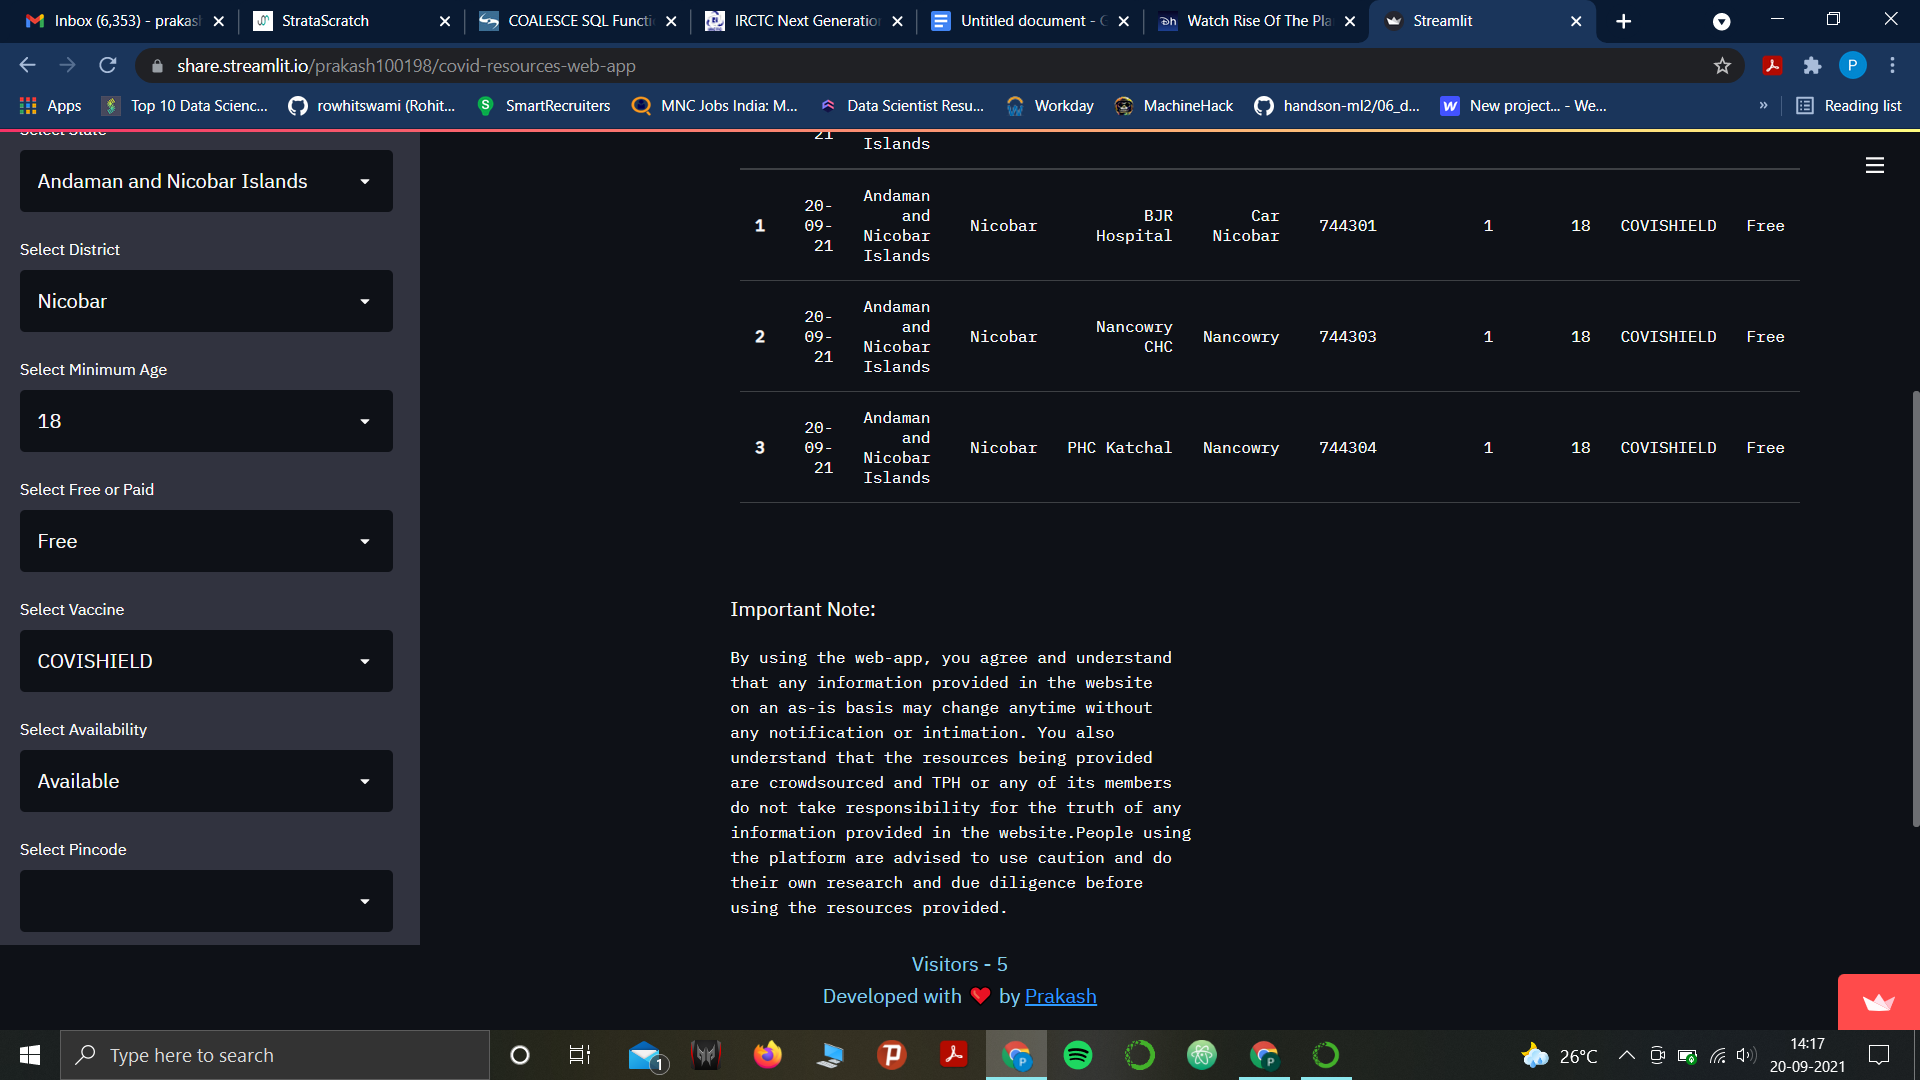 Inbox (6,353) - prakas
StrataScratch
COALESCE SQL Functi
IRCTC Next Generation
Untitled document - G
Watch Rise Of The Pla
Streamlit
share.streamlit.io/prakash100198/covid-resources-web-app
P
Apps
Top 10 Data Scienc...
rowhitswami (Rohit...
SmartRecruiters
MNC Jobs India: M...
Data Scientist Resu...
Workday
MachineHack
handson-ml2/06_d...
New project... - We...
»
Reading list
Select State
Andaman and Nicobar Islands
Select District
Nicobar
Select Minimum Age
18
Select Free or Paid
Free
Select Vaccine
COVISHIELD
Select Availability
Available
Select Pincode
21
Islands
1 20-09-21 Andaman and Nicobar Islands Nicobar BJR Hospital Car Nicobar 744301 1 18 COVISHIELD Free
2 20-09-21 Andaman and Nicobar Islands Nicobar Nancowry CHC Nancowry 744303 1 18 COVISHIELD Free
3 20-09-21 Andaman and Nicobar Islands Nicobar PHC Katchal Nancowry 744304 1 18 COVISHIELD Free
Important Note:
By using the web-app, you agree and understand
that any information provided in the website
on an as-is basis may change anytime without
any notification or intimation. You also
understand that the resources being provided
are crowdsourced and TPH or any of its members
do not take responsibility for the truth of any
information provided in the website.People using
the platform are advised to use caution and do
their own research and due diligence before
using the resources provided.
Visitors - 5
Developed with ❤ by Prakash
Type here to search
1
26°C
14:17
20-09-2021